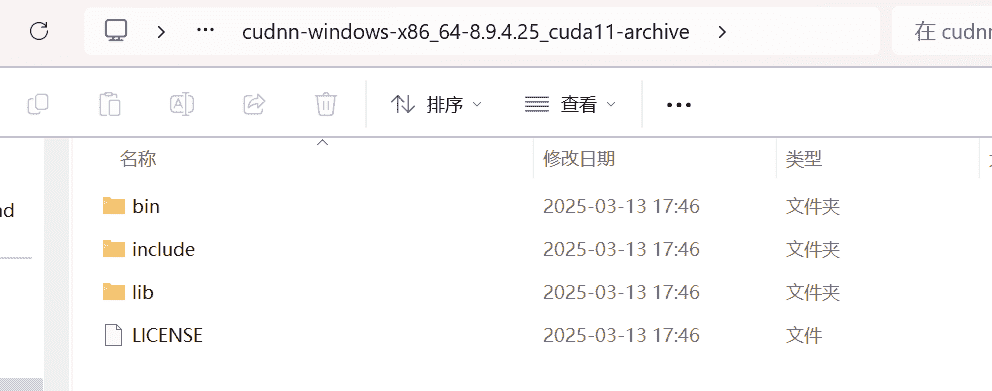 cudnn-windows-x86_64-8.9.4.25_cuda11-archive
在 cudnn
排序 查看
名称 修改日期 类型
bin 2025-03-13 17:46 文件夹
include 2025-03-13 17:46 文件夹
lib 2025-03-13 17:46 文件夹
LICENSE 2025-03-13 17:46 文件